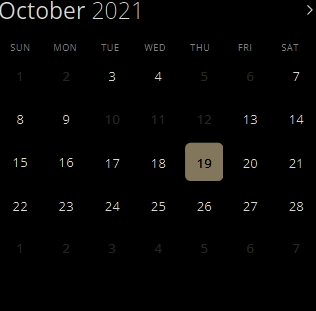 October 2021 >
SUN MON TUE WED THU FRI SAT
1 2 3 4 5 6 7
8 9 10 11 12 13 14
15 16 17 18 19 20 21
22 23 24 25 26 27 28
1 2 3 4 5 6 7